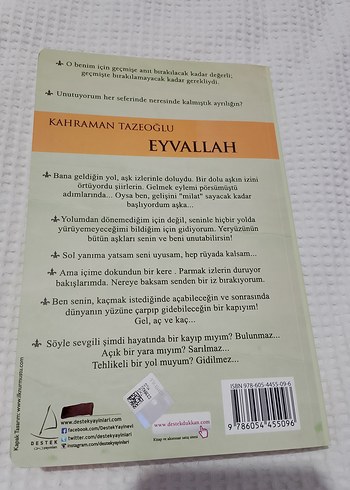 O benim için geçmişe anıt bırakılacak kadar değerli;
geçmişte bırakılamayacak kadar gerekliydi.
Unutuyorum her seferinde neresinde kalmıştık ayrılığın?
KAHRAMAN TAZEOĞLU
EYVALLAH
Bana geldiğin yol, aşk izlerinle doluydu. Bir dolu aşkın izini
örtüyordu şiirlerin. Gelmek eylemi pörsümüştü
adımlarında... Oysa ben, gelişini "milat" sayacak kadar
başlıyordum aşka...
Yolumdan dönemediğim için değil, seninle hiçbir yolda
yürüyemeyeceğimi bildiğim için gidiyorum. Yeryüzünün
bütün aşkları senin ve beni unutabilirsin!
Sol yanıma yatsam seni uyusam, hep rüyada kalsam...
Ama içime dokundun bir kere . Parmak izlerin duruyor
bakışlarımda. Nereye baksam senden bir iz bırakıyorum.
Ben senin, kaçmak istediğinde açabileceğin ve sonrasında
dünyanın yüzüne çarpıp gidebileceğin bir kapıyım!
Gel, aç ve kaç...
Söyle sevgili şimdi hayatında bir kayıp mıyım? Bulunmaz...
Açık bir yara mıyım? Sarılmaz...
Tehlikeli bir yol muyum? Gidilmez...
Kapak Tasarım: www.ilknurmustu.com
DESTEK
www.destekyayinlari.com
facebook.com/DestekYayinevi
twitter.com/destekyayinlari
instagram.com/destekyayinlari
www.destekdukkan.com
ISBN 978-605-4455-09-6
9 786054 455096